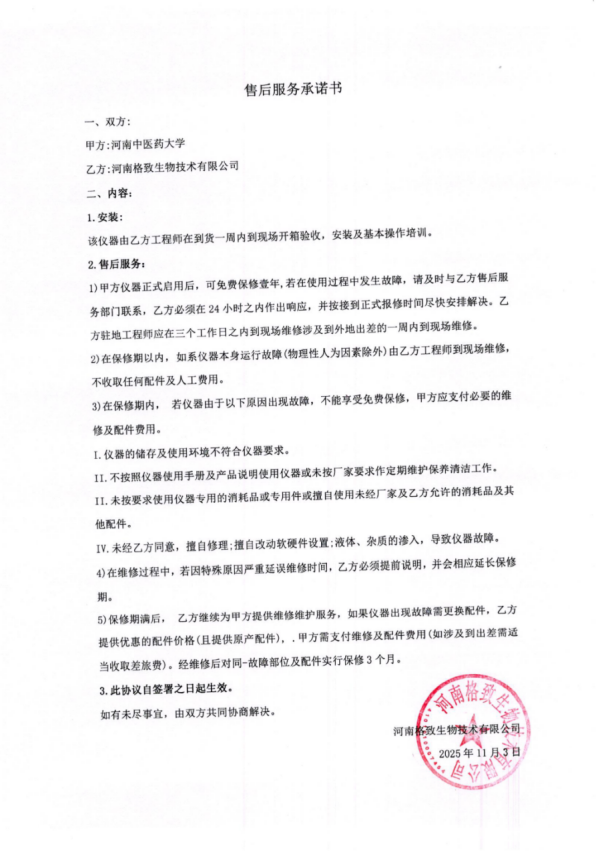 售后服务承诺书
一、双方:
甲方:河南中医药大学
乙方:河南格致生物技术有限公司
二、内容:
1.安装:
该仪器由乙方工程师在到货一周内到现场开箱验收，安装及基本操作培训。
2.售后服务:
1)甲方仪器正式启用后，可免费保修壹年,若在使用过程中发生故障，请及时与乙方售后服
务部门联系，乙方必须在 24 小时之内作出响应，并按接到正式报修时间尽快安排解决。乙
方驻地工程师应在三个工作日之内到现场维修涉及到外地出差的一周内到现场维修。
2)在保修期以内，如系仪器本身运行故障(物理性人为因素除外)由乙方工程师到现场维修，
不收取任何配件及人工费用。
3)在保修期内， 若仪器由于以下原因出现故障，不能享受免费保修，甲方应支付必要的维
修及配件费用。
I.仪器的储存及使用环境不符合仪器要求。
II.不按照仪器使用手册及产品说明使用仪器或未按厂家要求作定期维护保养清洁工作。
II.未按要求使用仪器专用的消耗品或专用件或擅自使用未经厂家及乙方允许的消耗品及其
他配件。
IV.未经乙方同意，擅自修理;擅自改动软硬件设置;液体、杂质的渗入，导致仪器故障。
4)在维修过程中，若因特殊原因严重延误维修时间，乙方必须提前说明，并会相应延长保修
期。
5)保修期满后， 乙方继续为甲方提供维修维护服务，如果仪器出现故障需更换配件，乙方
提供优惠的配件价格(且提供原产配件)，.甲方需支付维修及配件费用(如涉及到出差需适
当收取差旅费)。经维修后对同-故障部位及配件实行保修 3 个月。
3.此协议自签署之日起生效。
如有未尽事宜，由双方共同协商解决。
河南格致生物技术有限公司
2025 年 11 月 3 日
河南格致生物技术有限公司